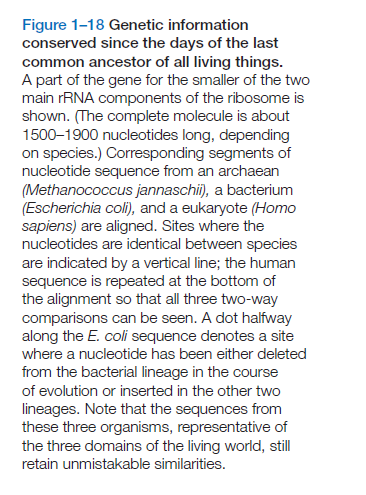 Figure 1–18 Genetic information
conserved since the days of the last
common ancestor of all living things.
A part of the gene for the smaller of the two
main rRNA components of the ribosome is
shown. (The complete molecule is about
1500–1900 nucleotides long, depending
on species.) Corresponding segments of
nucleotide sequence from an archaean
(Methanococcus jannaschii), a bacterium
(Escherichia coli), and a eukaryote (Homo
sapiens) are aligned. Sites where the
nucleotides are identical between species
are indicated by a vertical line; the human
sequence is repeated at the bottom of
the alignment so that all three two-way
comparisons can be seen. A dot halfway
along the E. coli sequence denotes a site
where a nucleotide has been either deleted
from the bacterial lineage in the course
of evolution or inserted in the other two
lineages. Note that the sequences from
these three organisms, representative of
the three domains of the living world, still
retain unmistakable similarities.